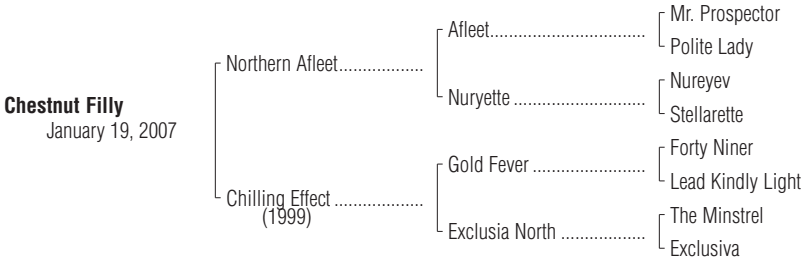 Mr. Prospector
Afleet
Polite Lady
Northern Afleet
Nureyev
Nuryette
Stellarette
Chestnut Filly
January 19, 2007
Forty Niner
Gold Fever
Lead Kindly Light
Chilling Effect
(1999)
The Minstrel
Exclusia North
Exclusiva